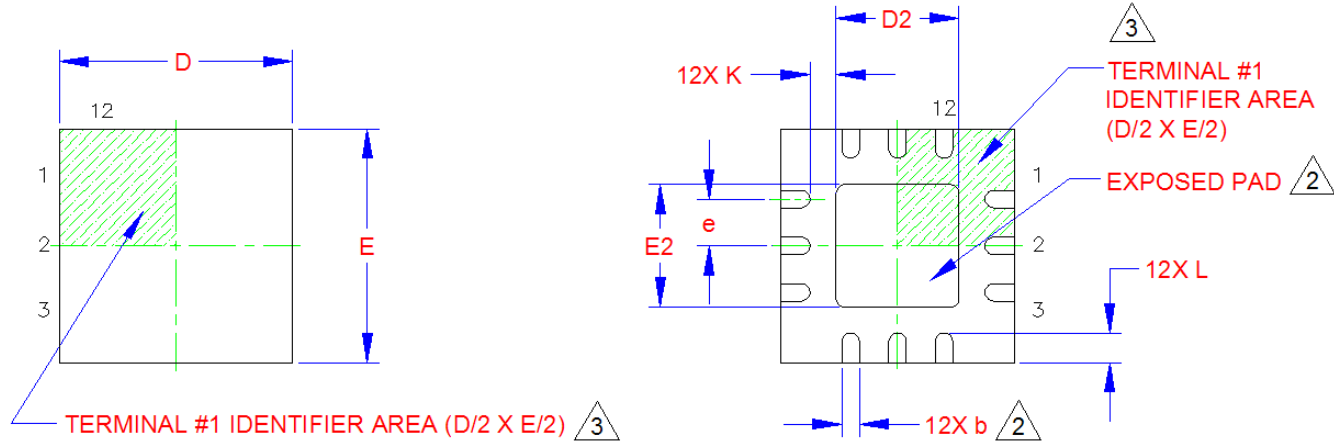 D
12
1
2
3
E
TERMINAL #1 IDENTIFIER AREA (D/2 X E/2) 3
D2
3
12X K
12
TERMINAL #1
IDENTIFIER AREA
(D/2 X E/2)
1
EXPOSED PAD 2
e
E2
2
12X L
3
12X b 2